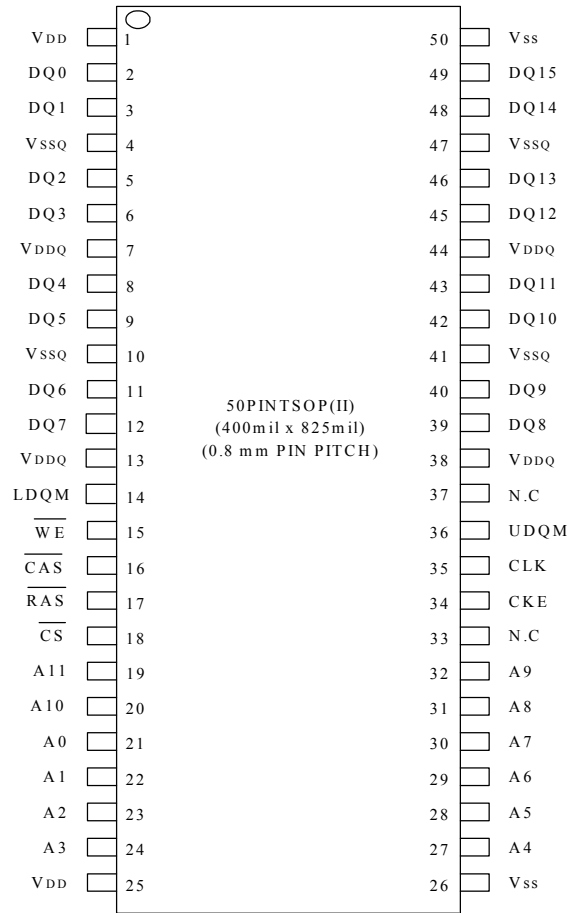 VDD 1 50 Vss
DQ0 2 49 DQ15
DQ1 3 48 DQ14
VSSQ 4 47 VSSQ
DQ2 5 46 DQ13
DQ3 6 45 DQ12
VDDQ 7 44 VDDQ
DQ4 8 43 DQ11
DQ5 9 42 DQ10
VSSQ 10 41 VSSQ
DQ6 11 40 DQ9
50PINTSOP(II)
DQ7 12 39 DQ8
(400mil x 825mil)
(0.8 mm PIN PITCH)
VDDQ 13 38 VDDQ
LDQM 14 37 N.C
W̅E̅ 15 36 UDQM
C̅A̅S̅ 16 35 CLK
R̅A̅S̅ 17 34 CKE
C̅S̅ 18 33 N.C
A11 19 32 A9
A10 20 31 A8
A0 21 30 A7
A1 22 29 A6
A2 23 28 A5
A3 24 27 A4
VDD 25 26 Vss